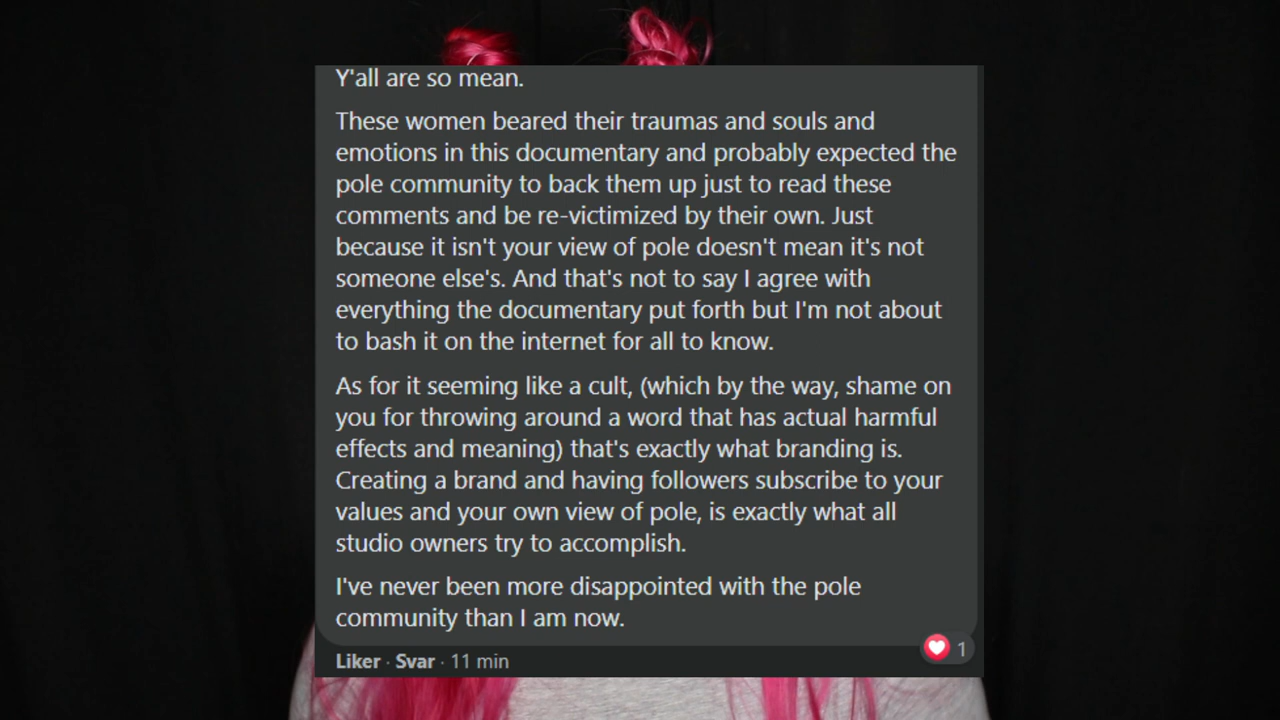 Y'all are so mean.
These women beared their traumas and souls and
emotions in this documentary and probably expected the
pole community to back them up just to read these
comments and be re-victimized by their own. Just
because it isn't your view of pole doesn't mean it's not
someone else's. And that's not to say I agree with
everything the documentary put forth but I'm not about
to bash it on the internet for all to know.
As for it seeming like a cult, (which by the way, shame on
you for throwing around a word that has actual harmful
effects and meaning) that's exactly what branding is.
Creating a brand and having followers subscribe to your
values and your own view of pole, is exactly what all
studio owners try to accomplish.
I've never been more disappointed with the pole
community than I am now.
1
Liker · Svar · 11 min